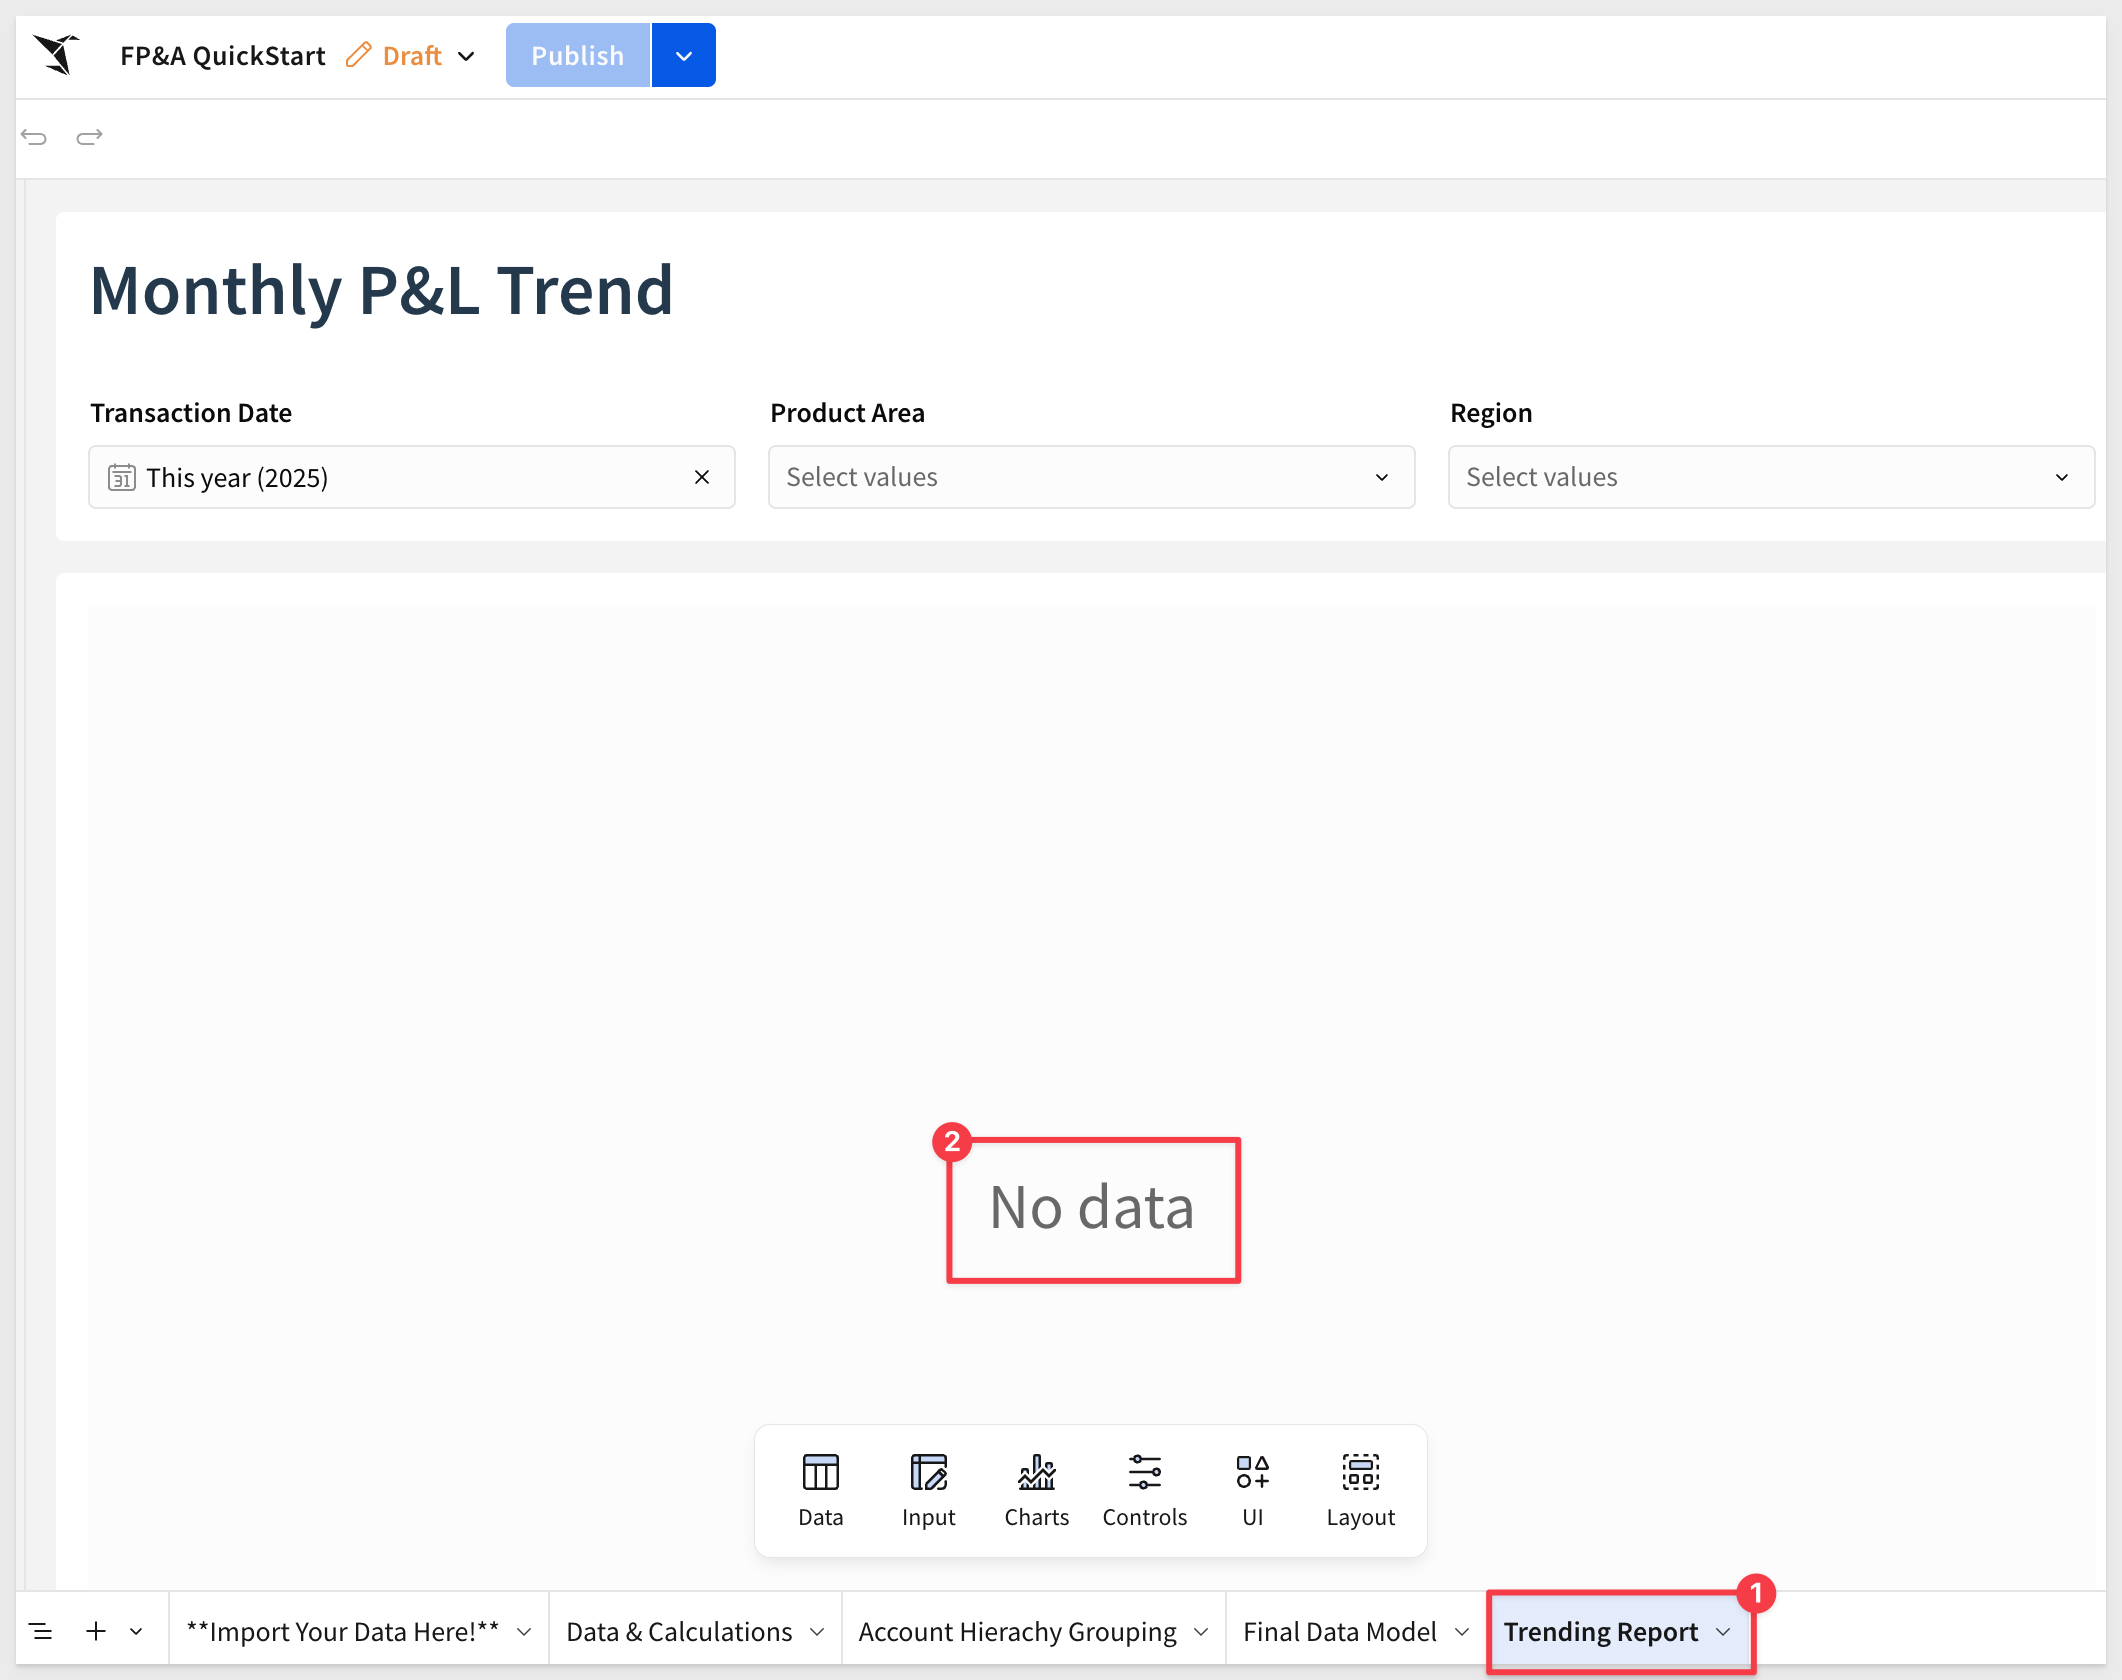 FP&A QuickStart Draft Publish
Monthly P&L Trend
Transaction Date Product Area Region
31 This year (2025) Select values Select values
2
No data
Data Input Charts Controls UI Layout
1
**Import Your Data Here!** Data & Calculations Account Hierachy Grouping Final Data Model Trending Report